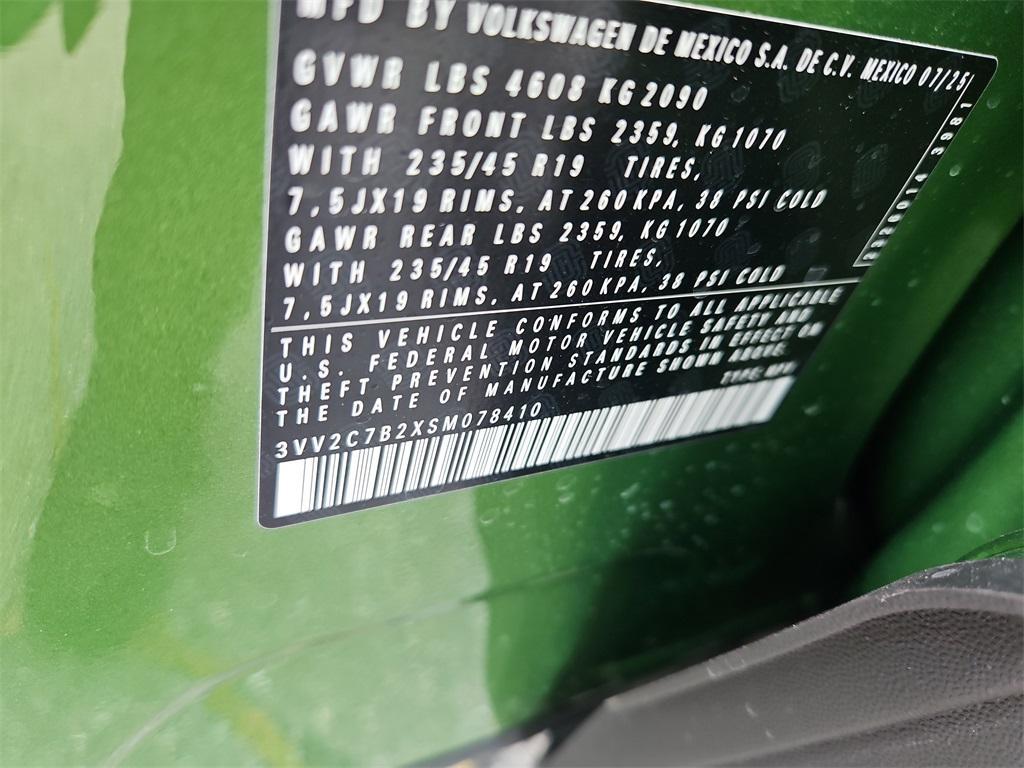 MFD BY VOLKSWAGEN DE MEXICO S.A. DE C.V. MEXICO 07/25
GVWR LBS 4608 KG 2090
GAWR FRONT LBS 2359, KG 1070
WITH 235/45 R19 TIRES,
7,5JX19 RIMS, AT 260 KPA, 38 PSI COLD
GAWR REAR LBS 2359, KG 1070
WITH 235/45 R19 TIRES,
7,5JX19 RIMS, AT 260 KPA, 38 PSI COLD
THIS VEHICLE CONFORMS TO ALL APPLICABLE
U.S. FEDERAL MOTOR VEHICLE SAFETY AND
THEFT PREVENTION STANDARDS IN EFFECT ON
THE DATE OF MANUFACTURE SHOWN ABOVE.
TYPE: MPV
3VV2C7B2XSM078410
3981